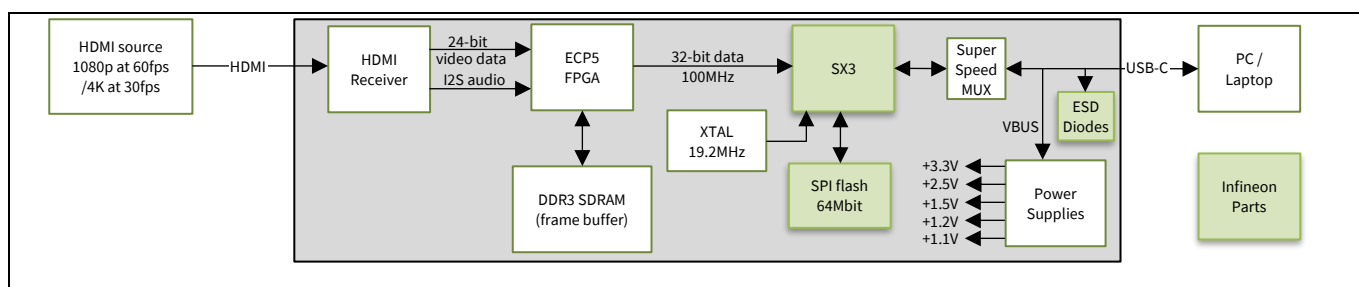 HDMI source
1080p at 60fps
/4K at 30fps
HDMI
HDMI
Receiver
24-bit
video data
I2S audio
ECP5
FPGA
32-bit data
100MHz
SX3
Super
Speed
MUX
USB-C
PC /
Laptop
ESD
Diodes
VBUS
XTAL
19.2MHz
DDR3 SDRAM
(frame buffer)
SPI flash
64Mbit
+3.3V
+2.5V
+1.5V
+1.2V
+1.1V
Power
Supplies
Infineon
Parts